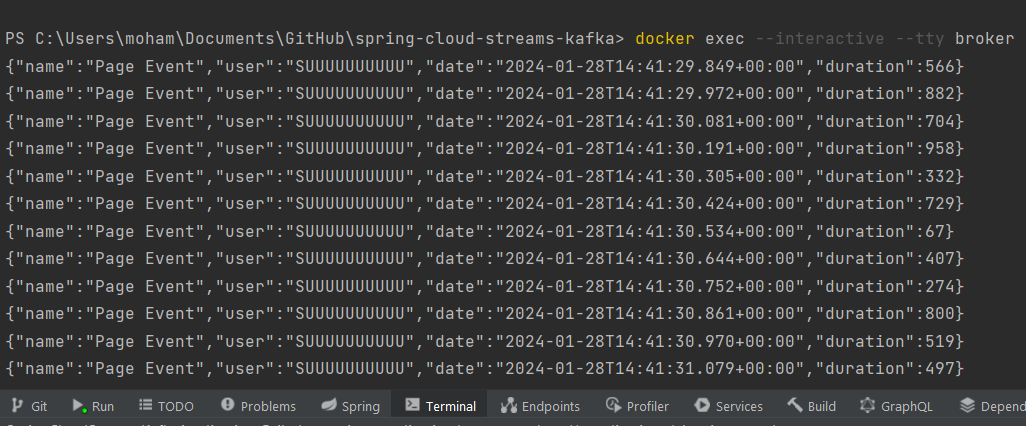 PS C:\Users\moham\Documents\GitHub\spring-cloud-streams-kafka> docker exec --interactive --tty broker
{"name":"Page Event","user":"SUUUUUUUUUU","date":"2024-01-28T14:41:29.849+00:00","duration":566}
{"name":"Page Event","user":"SUUUUUUUUUU","date":"2024-01-28T14:41:29.972+00:00","duration":882}
{"name":"Page Event","user":"SUUUUUUUUUU","date":"2024-01-28T14:41:30.081+00:00","duration":704}
{"name":"Page Event","user":"SUUUUUUUUUU","date":"2024-01-28T14:41:30.191+00:00","duration":958}
{"name":"Page Event","user":"SUUUUUUUUUU","date":"2024-01-28T14:41:30.305+00:00","duration":332}
{"name":"Page Event","user":"SUUUUUUUUUU","date":"2024-01-28T14:41:30.424+00:00","duration":729}
{"name":"Page Event","user":"SUUUUUUUUUU","date":"2024-01-28T14:41:30.534+00:00","duration":67}
{"name":"Page Event","user":"SUUUUUUUUUU","date":"2024-01-28T14:41:30.644+00:00","duration":407}
{"name":"Page Event","user":"SUUUUUUUUUU","date":"2024-01-28T14:41:30.752+00:00","duration":274}
{"name":"Page Event","user":"SUUUUUUUUUU","date":"2024-01-28T14:41:30.861+00:00","duration":800}
{"name":"Page Event","user":"SUUUUUUUUUU","date":"2024-01-28T14:41:30.970+00:00","duration":519}
{"name":"Page Event","user":"SUUUUUUUUUU","date":"2024-01-28T14:41:31.079+00:00","duration":497}
Git Run TODO Problems Spring Terminal Endpoints Profiler Services Build GraphQL Depend